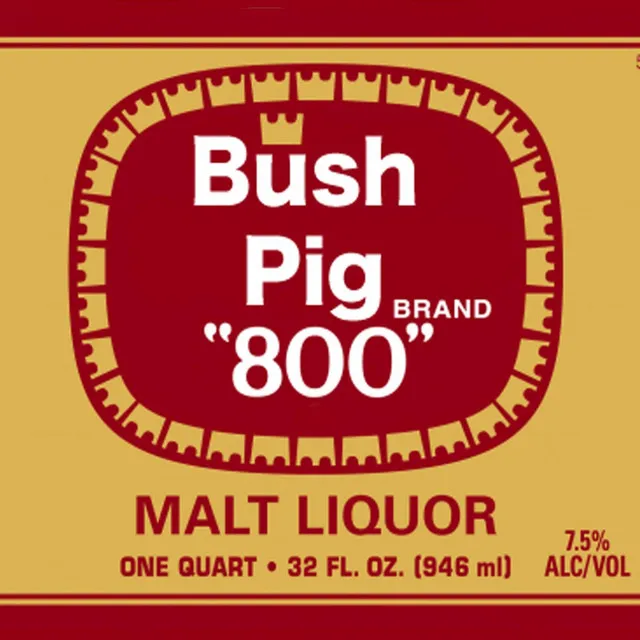 Bush
Pig
BRAND
“800”
MALT LIQUOR
ONE QUART • 32 FL. OZ. (946 ml)
7.5%
ALC/VOL